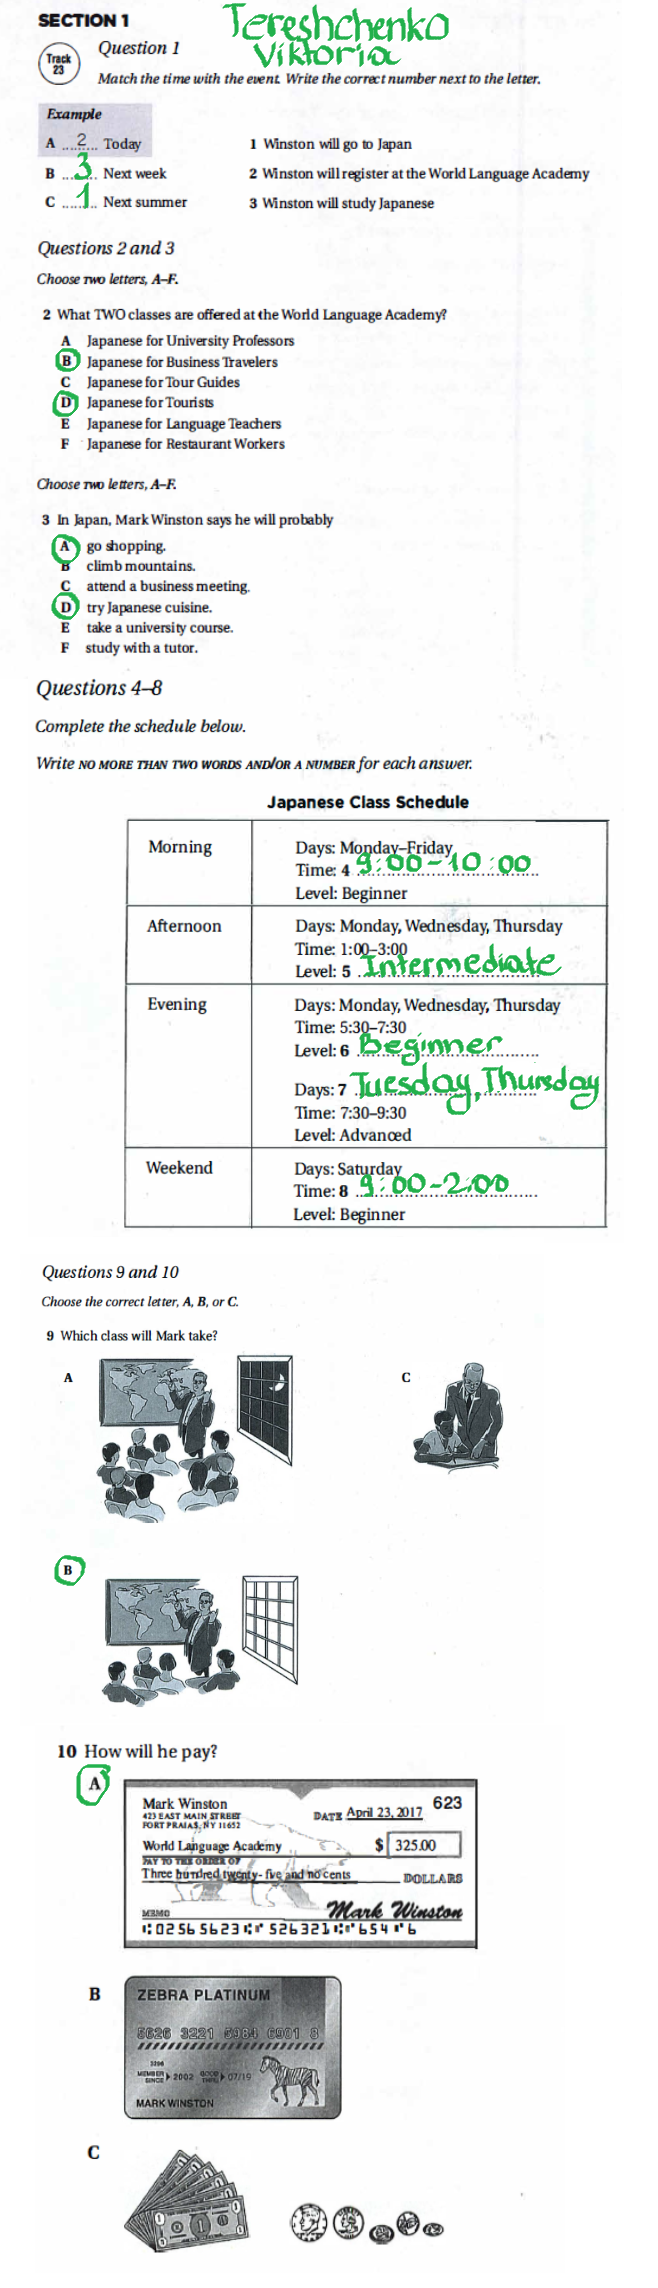 SECTION 1
Tereshchenko
Viktoria
Track
23
Question 1
Match the time with the event. Write the correct number next to the letter.
Example
A ...2... Today
B ...3... Next week
C ...1... Next summer
1 Winston will go to Japan
2 Winston will register at the World Language Academy
3 Winston will study Japanese
Questions 2 and 3
Choose TWO letters, A–F.
2 What TWO classes are offered at the World Language Academy?
A Japanese for University Professors
B Japanese for Business Travelers
C Japanese for Tour Guides
D Japanese for Tourists
E Japanese for Language Teachers
F Japanese for Restaurant Workers
Choose TWO letters, A–F.
3 In Japan, Mark Winston says he will probably
A go shopping.
B climb mountains.
C attend a business meeting.
D try Japanese cuisine.
E take a university course.
F study with a tutor.
Questions 4–8
Complete the schedule below.
Write NO MORE THAN TWO WORDS AND/OR A NUMBER for each answer.
Japanese Class Schedule
Morning
Days: Monday–Friday
Time: 4 9:00-10:00
Level: Beginner
Afternoon
Days: Monday, Wednesday, Thursday
Time: 1:00–3:00
Level: 5 Intermediate
Evening
Days: Monday, Wednesday, Thursday
Time: 5:30–7:30
Level: 6 Beginner
Days: 7 Tuesday, Thursday
Time: 7:30–9:30
Level: Advanced
Weekend
Days: Saturday
Time: 8 9:00-2:00
Level: Beginner
Questions 9 and 10
Choose the correct letter, A, B, or C.
9 Which class will Mark take?
A
C
B
10 How will he pay?
A
Mark Winston
423 EAST MAIN STREET
FORT PRAIAS, NY 11652
623
DATE April 23, 2017
World Language Academy
$ 325.00
PAY TO THE ORDER OF
Three hundred twenty-five and no cents
DOLLARS
MEMO
Mark Winston
0256 5623 526321 654 6
B
ZEBRA PLATINUM
5626 3221 5984 6901 8
3296
MEMBER SINCE 2002 GOOD THRU 07/19
MARK WINSTON
C